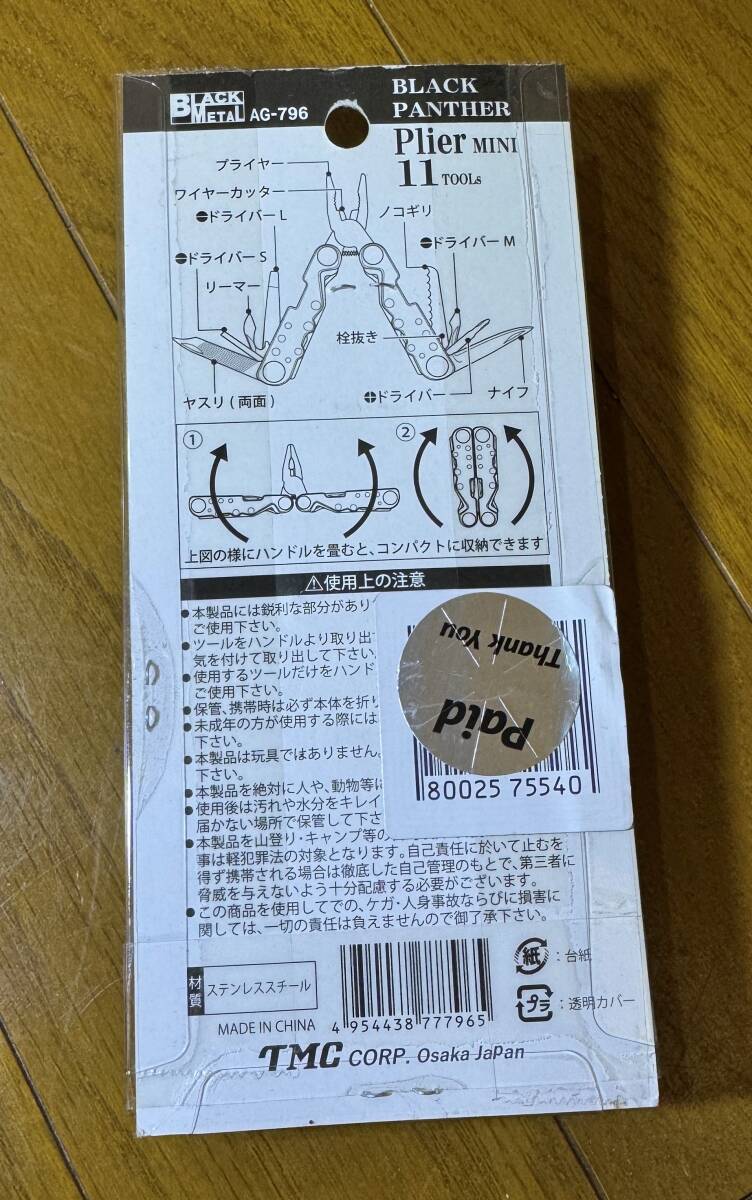 BLACK METAL AG-796
BLACK PANTHER
Plier MINI
11 TOOLs
プライヤー
ワイヤーカッター
⊖ドライバー L
⊖ドライバー S
リーマー
ヤスリ (両面)
ノコギリ
⊖ドライバー M
栓抜き
⊕ドライバー
ナイフ
①
②
上図の様にハンドルを畳むと、コンパクトに収納できます
⚠使用上の注意
●本製品には鋭利な部分があり
ご使用下さい。
●ツールをハンドルより取り出
気を付けて取り出して下さい。
●使用するツールだけをハンド
ご使用下さい。
●保管、携帯時は必ず本体を折り
●未成年の方が使用する際には
下さい。
●本製品は玩具ではありません。
下さい。
●本製品を絶対に人や、動物等に
●使用後は汚れや水分をキレイ
届かない場所で保管して下さ
●本製品を山登り・キャンプ等の
事は軽犯罪法の対象となります。自己責任に於いて止むを
得ず携帯される場合は徹底した自己管理のもとで、第三者に
脅威を与えないよう十分配慮する必要がございます。
●この商品を使用してでの、ケガ・人身事故ならびに損害に
関しては、一切の責任は負えませんので御了承下さい。
Paid
Thank You
80025 75540
材質 ステンレススチール
MADE IN CHINA
4 954438 777965
紙 : 台紙
プラ : 透明カバー
TMC CORP. Osaka Japan